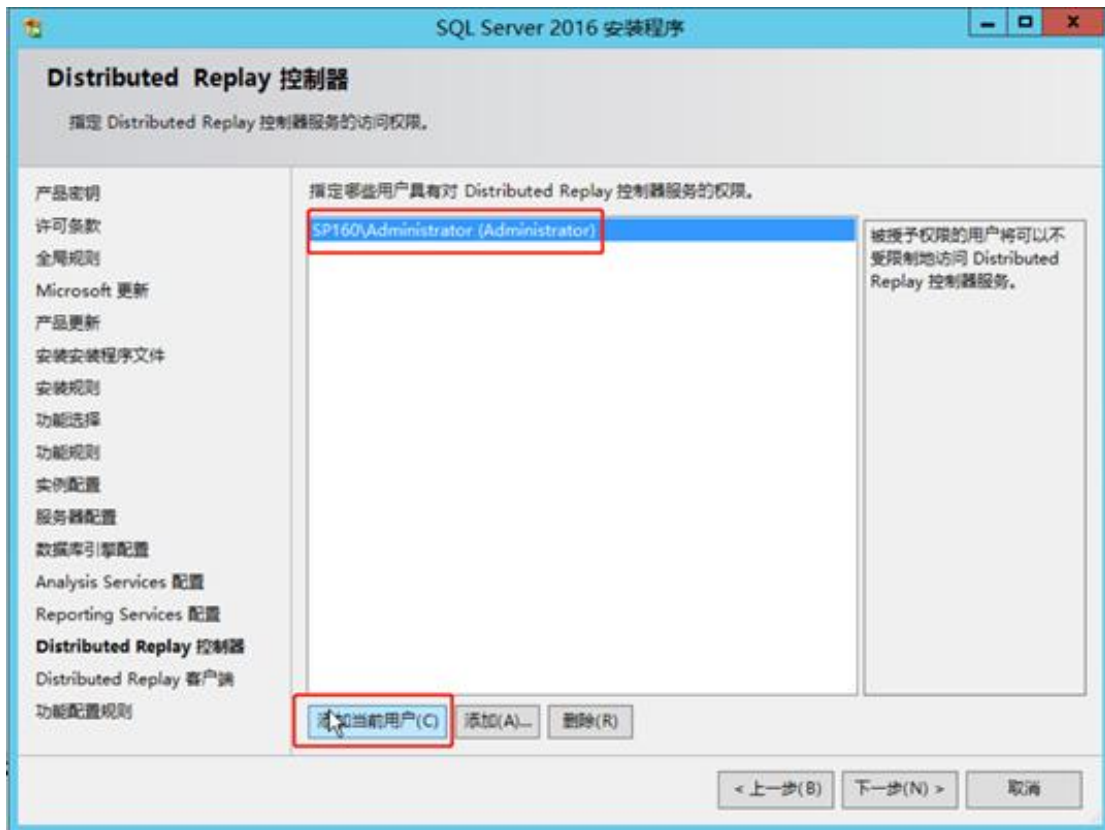 SQL Server 2016 安装程序
Distributed Replay 控制器
指定 Distributed Replay 控制器服务的访问权限。
产品密钥
许可条款
全局规则
Microsoft 更新
产品更新
安装安装程序文件
安装规则
功能选择
功能规则
实例配置
服务器配置
数据库引擎配置
Analysis Services 配置
Reporting Services 配置
Distributed Replay 控制器
Distributed Replay 客户端
功能配置规则
指定哪些用户具有对 Distributed Replay 控制器服务的权限。
SP160\Administrator (Administrator)
被授予权限的用户将可以不
受限制地访问 Distributed
Replay 控制器服务。
添加当前用户(C)
添加(A)...
删除(R)
< 上一步(B)
下一步(N) >
取消